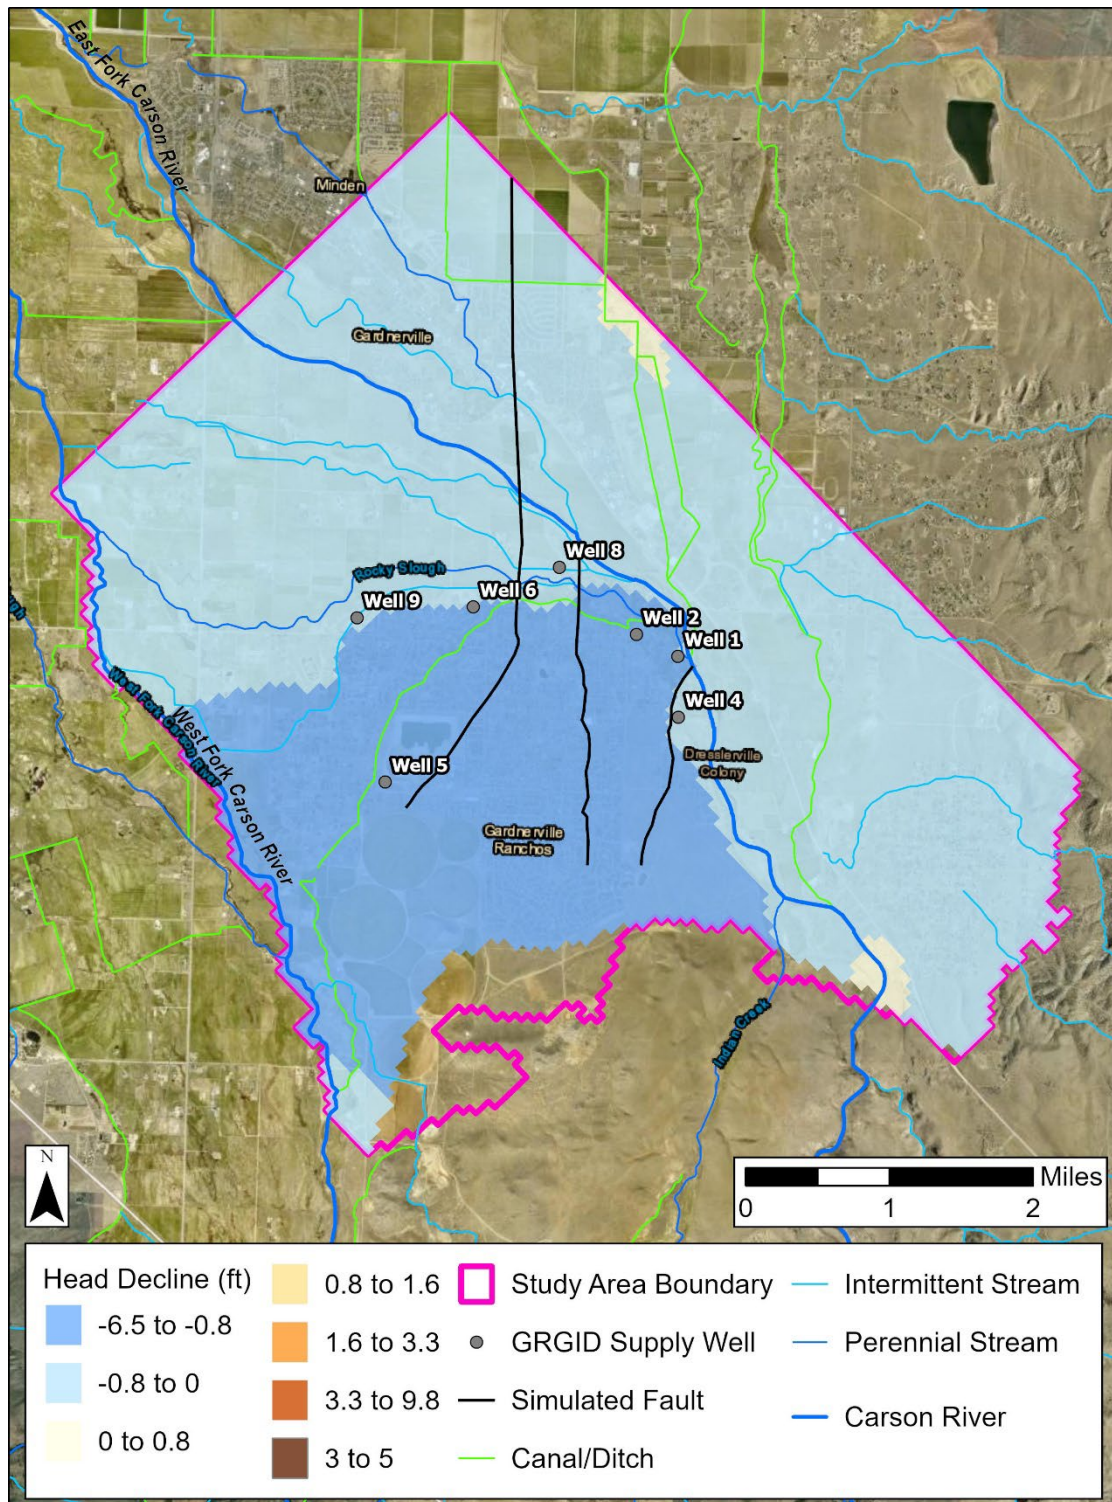 East Fork Carson River
Minden
Gardnerville
Well 8
Rocky Slough
Well 6
Well 9
Well 2
Well 1
ugh
West Fork Carson River
West Fork Carson River
Well 4
Dresslerville
Colony
Well 5
Gardnerville
Ranchos
Indian Creek
N
Miles
0 1 2
Head Decline (ft)
-6.5 to -0.8
-0.8 to 0
0 to 0.8
0.8 to 1.6
1.6 to 3.3
3.3 to 9.8
3 to 5
Study Area Boundary
GRGID Supply Well
Simulated Fault
Canal/Ditch
Intermittent Stream
Perennial Stream
Carson River